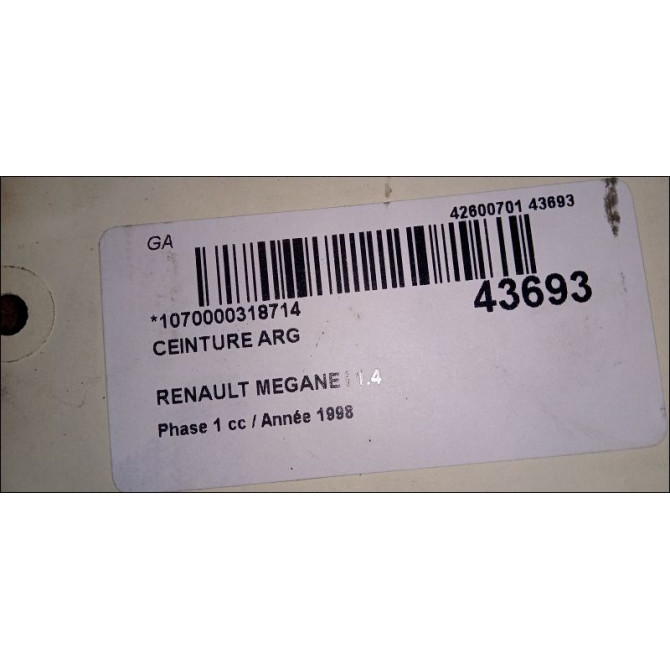 GA
42600701 43693
43693
*1070000318714
CEINTURE ARG
RENAULT MEGANE I 1.4
Phase 1 cc / Année 1998